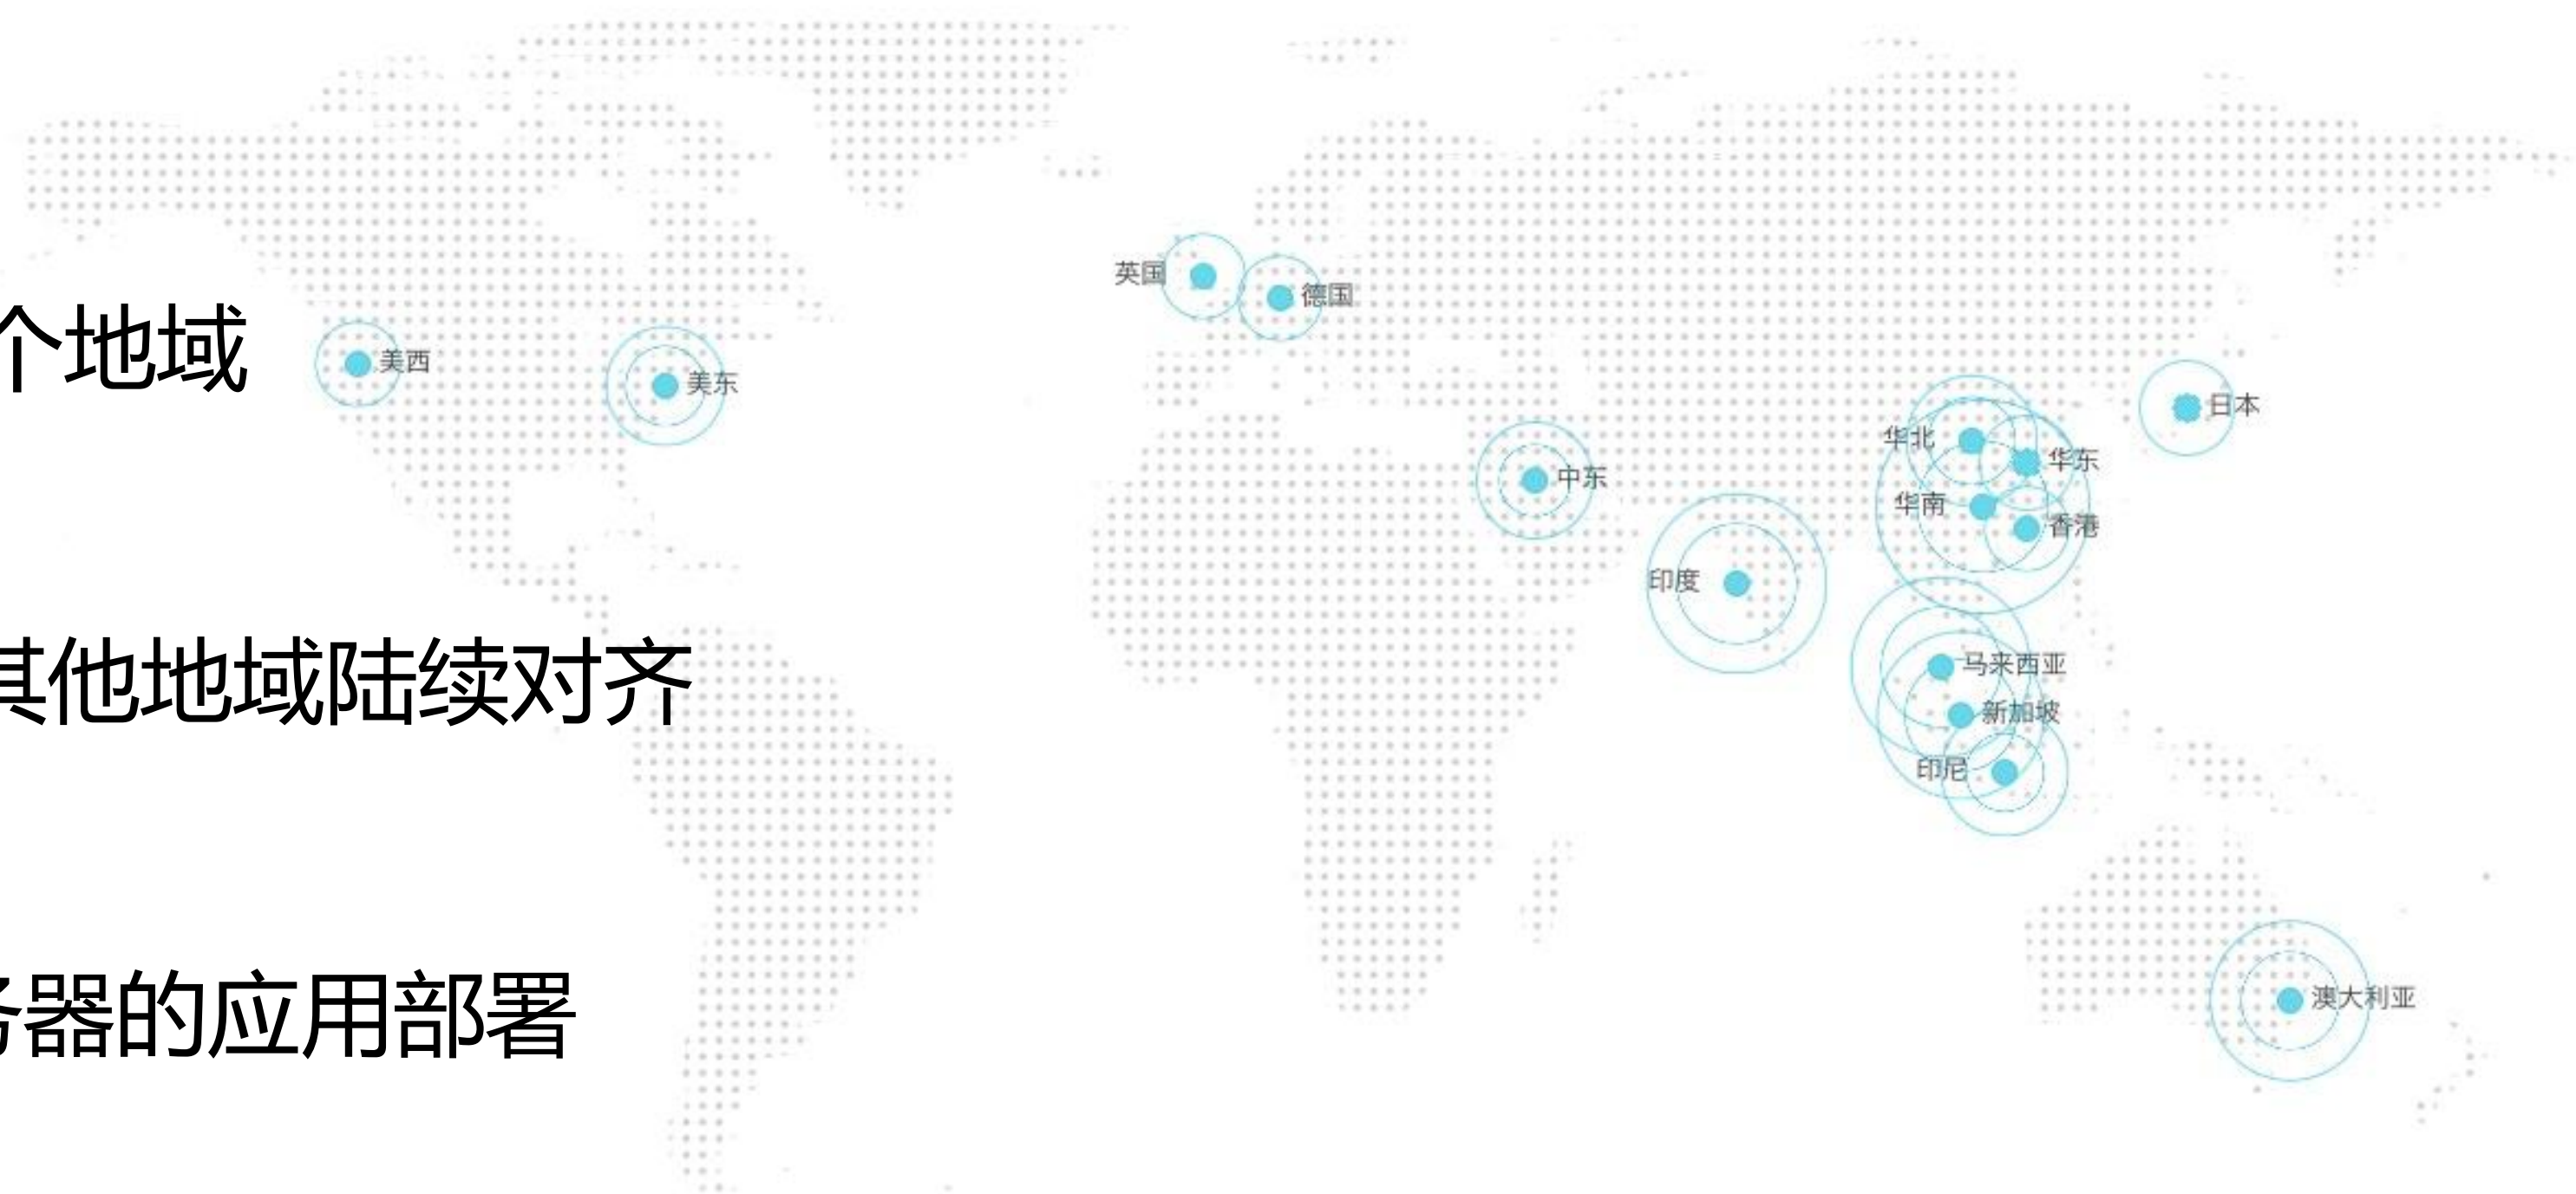 个地域
其他地域陆续对齐
务器的应用部署
英国
德国
美西
美东
日本
华北
华东
中东
华南
香港
印度
马来西亚
新加坡
印尼
澳大利亚